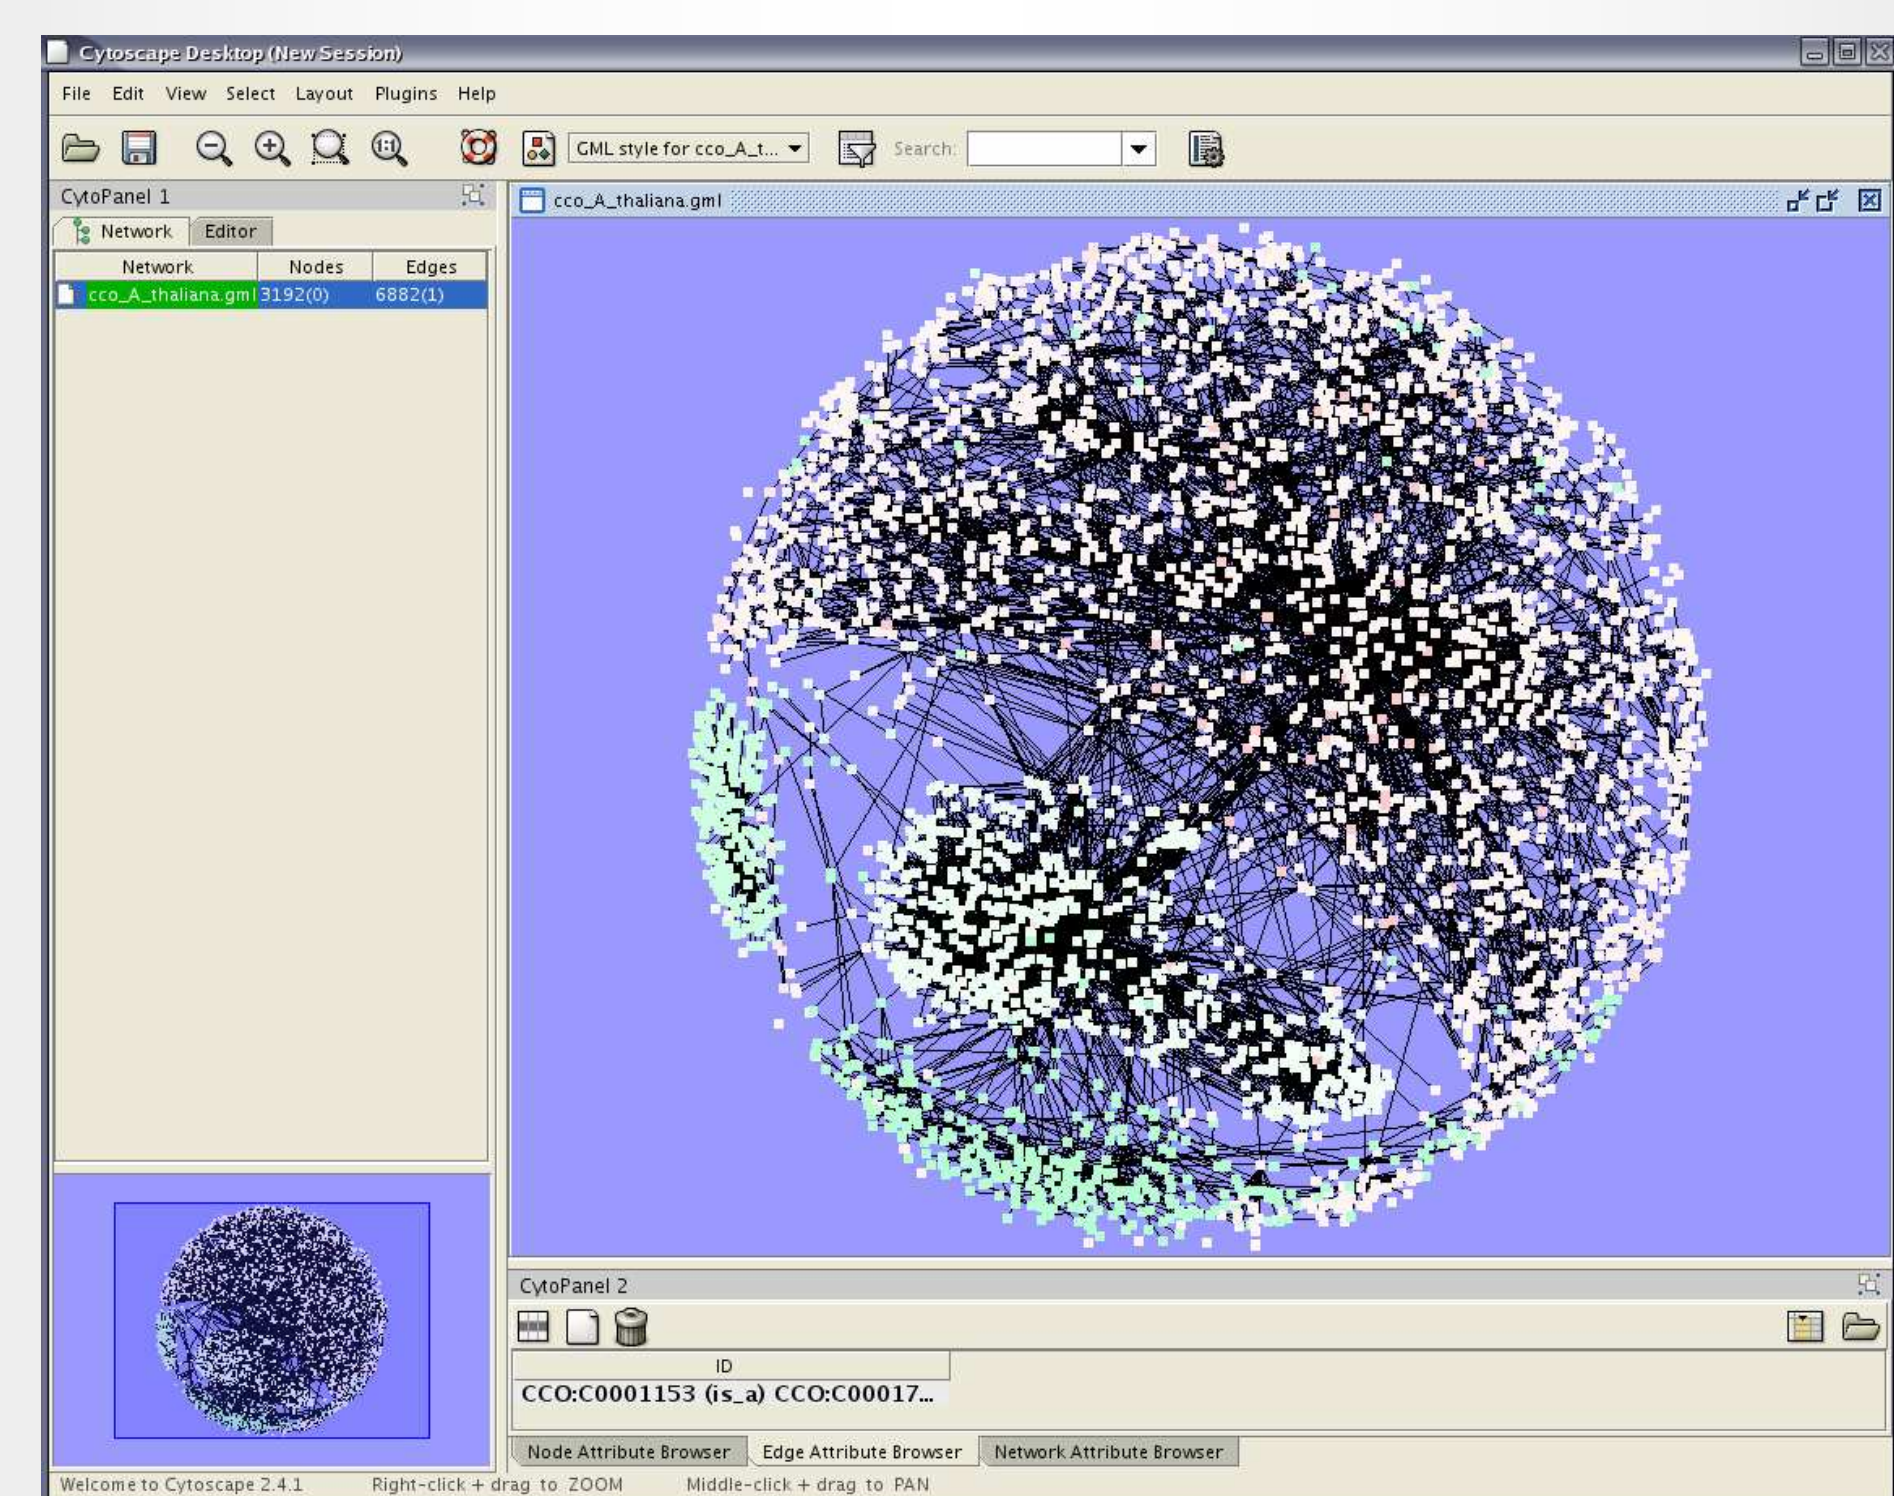 Cytoscape Desktop (New Session)
File Edit View Select Layout Plugins Help
1:1 GML style for cco_A_t... Search:
CytoPanel 1
cco_A_thaliana.gml
Network Editor
Network Nodes Edges
cco_A_thaliana.gml 3192(0) 6882(1)
CytoPanel 2
ID
CCO:C0001153 (is_a) CCO:C00017...
Node Attribute Browser Edge Attribute Browser Network Attribute Browser
Welcome to Cytoscape 2.4.1 Right-click + drag to ZOOM Middle-click + drag to PAN